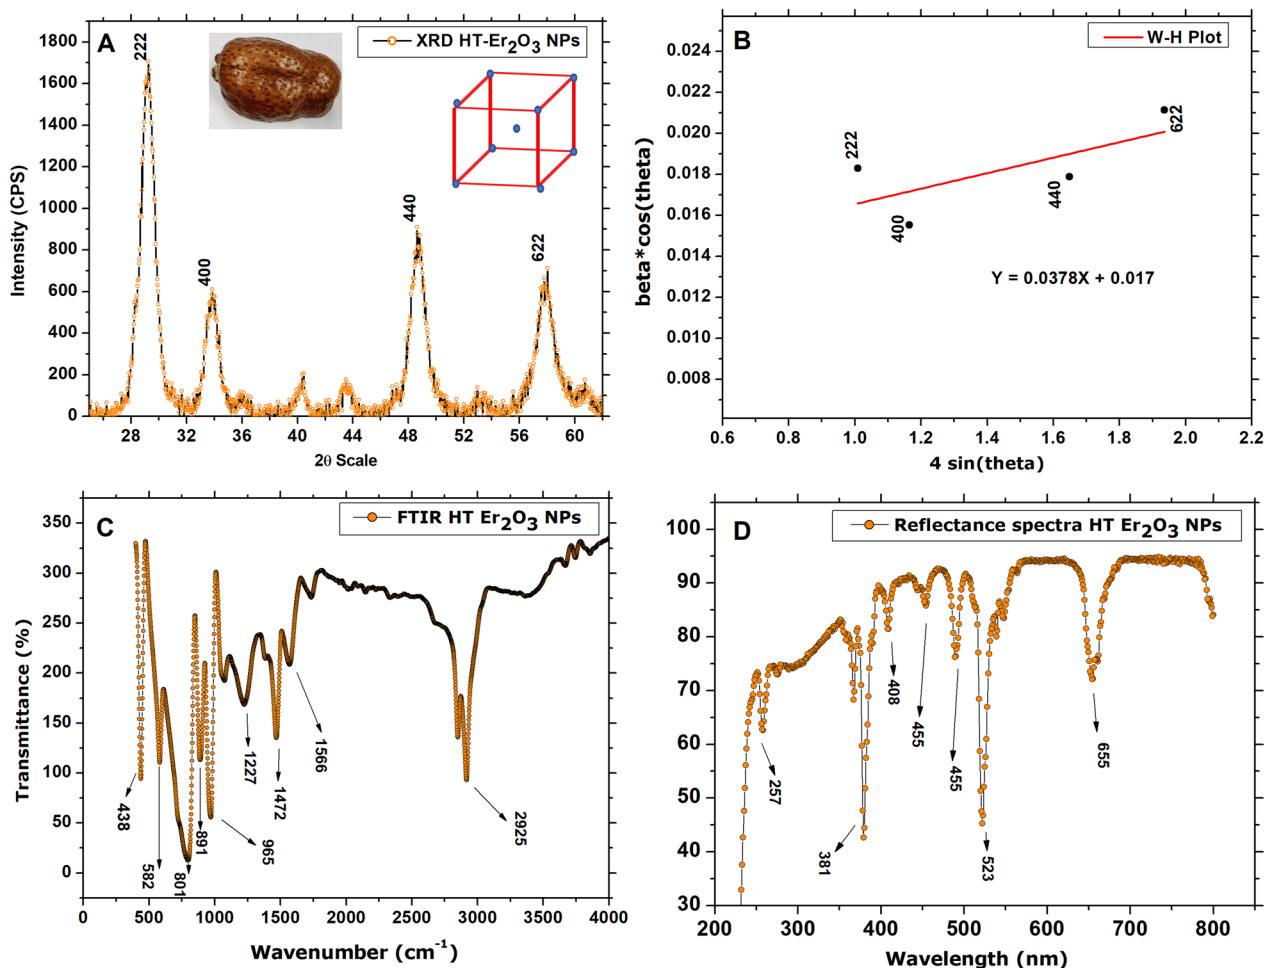 A
XRD HT-Er₂O₃ NPs
222
400
440
622
1800
1600
1400
1200
1000
800
600
400
200
0
Intensity (CPS)
28 32 36 40 44 48 52 56 60
2θ Scale
B
W-H Plot
0.024
0.022
0.020
0.018
0.016
0.014
0.012
0.010
0.008
beta*cos(theta)
222
400
440
622
Y = 0.0378X + 0.017
0.6 0.8 1.0 1.2 1.4 1.6 1.8 2.0 2.2
4 sin(theta)
C
FTIR HT Er₂O₃ NPs
350
300
250
200
150
100
50
0
Transmittance (%)
438
582
801
891
965
1227
1472
1566
2925
0 500 1000 1500 2000 2500 3000 3500 4000
Wavenumber (cm⁻¹)
D
Reflectance spectra HT Er₂O₃ NPs
100
90
80
70
60
50
40
30
257
381
408
455
455
523
655
200 300 400 500 600 700 800
Wavelength (nm)